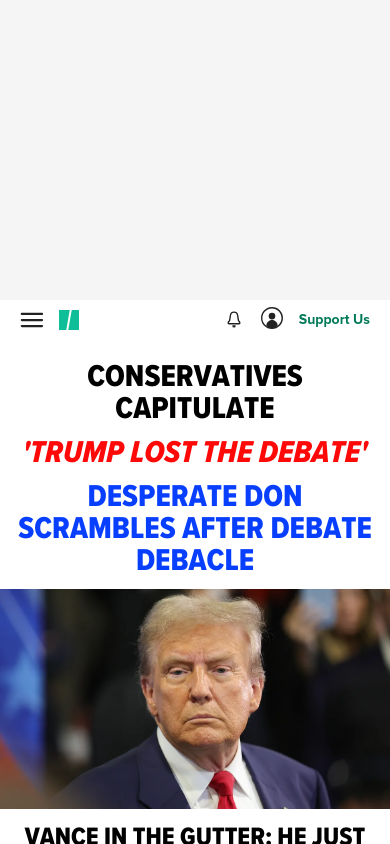 Support Us
CONSERVATIVES
CAPITULATE
'TRUMP LOST THE DEBATE'
DESPERATE DON
SCRAMBLES AFTER DEBATE
DEBACLE
VANCE IN THE GUTTER: HE JUST